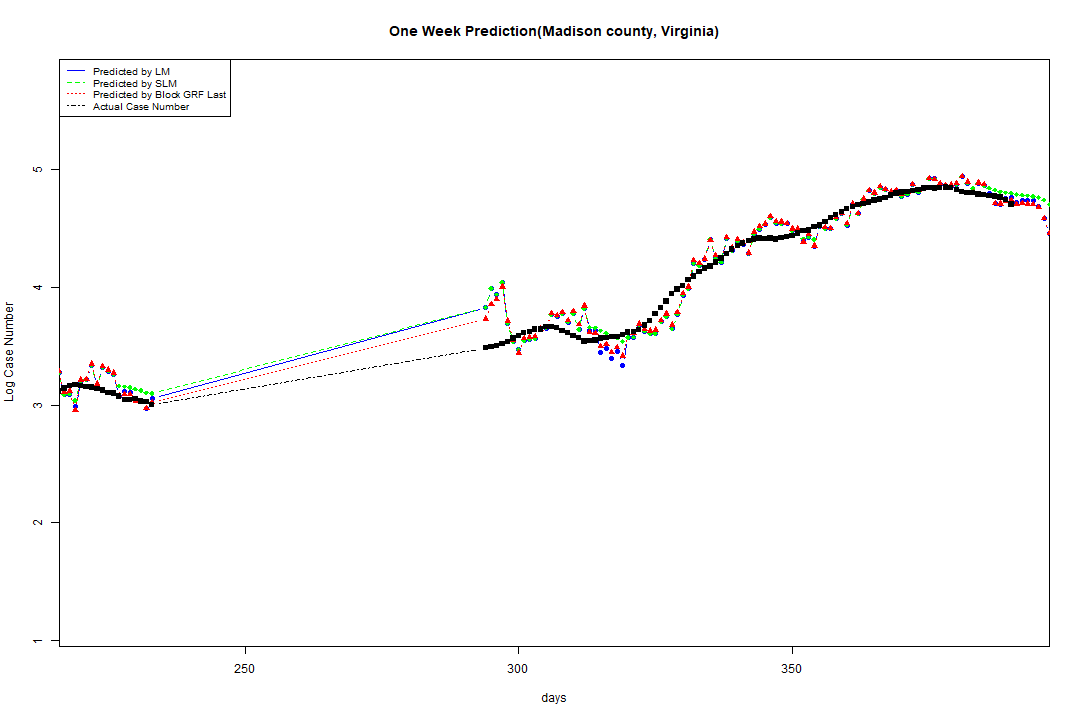 One Week Prediction(Madison county, Virginia)
Predicted by LM
Predicted by SLM
Predicted by Block GRF Last
Actual Case Number
5
4
3
2
1
Log Case Number
250
300
350
days